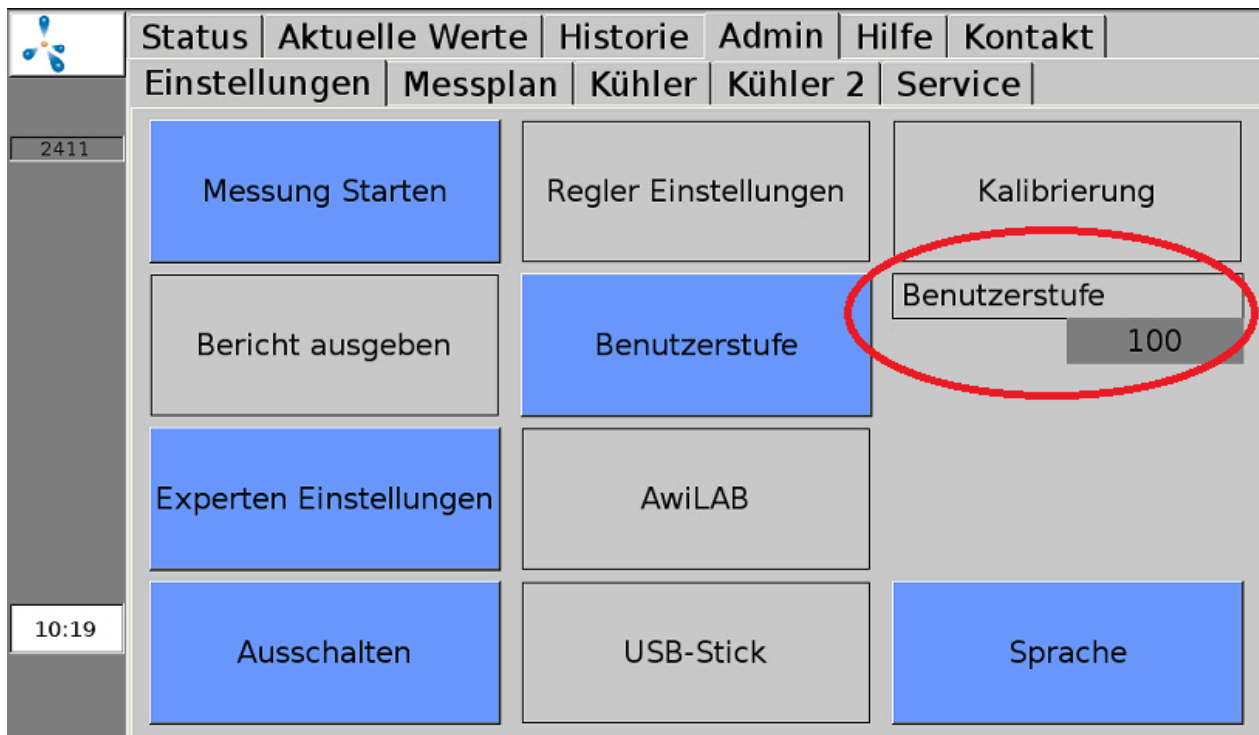 Status Aktuelle Werte Historie Admin Hilfe Kontakt
Einstellungen Messplan Kühler Kühler 2 Service
2411
Messung Starten Regler Einstellungen Kalibrierung
Benutzerstufe
100
Bericht ausgeben Benutzerstufe
Experten Einstellungen AwiLAB
10:19
Ausschalten USB-Stick Sprache